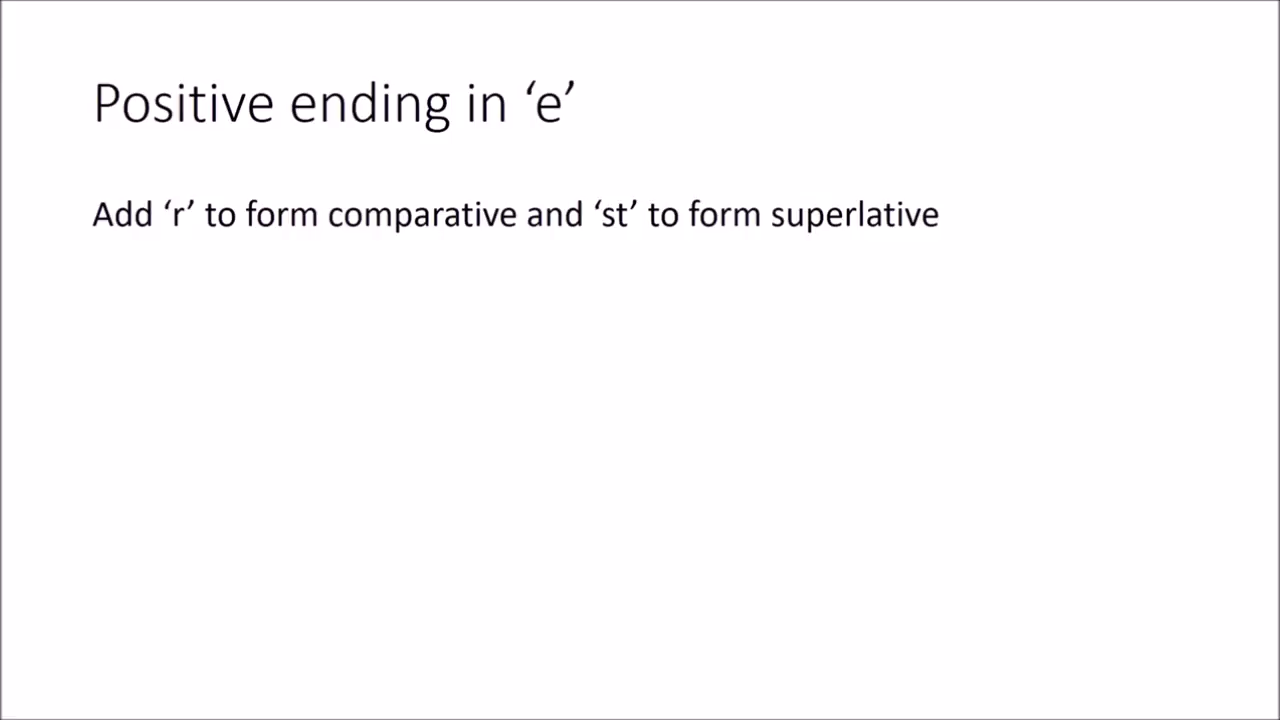 Positive ending in ‘e’
Add ‘r’ to form comparative and ‘st’ to form superlative